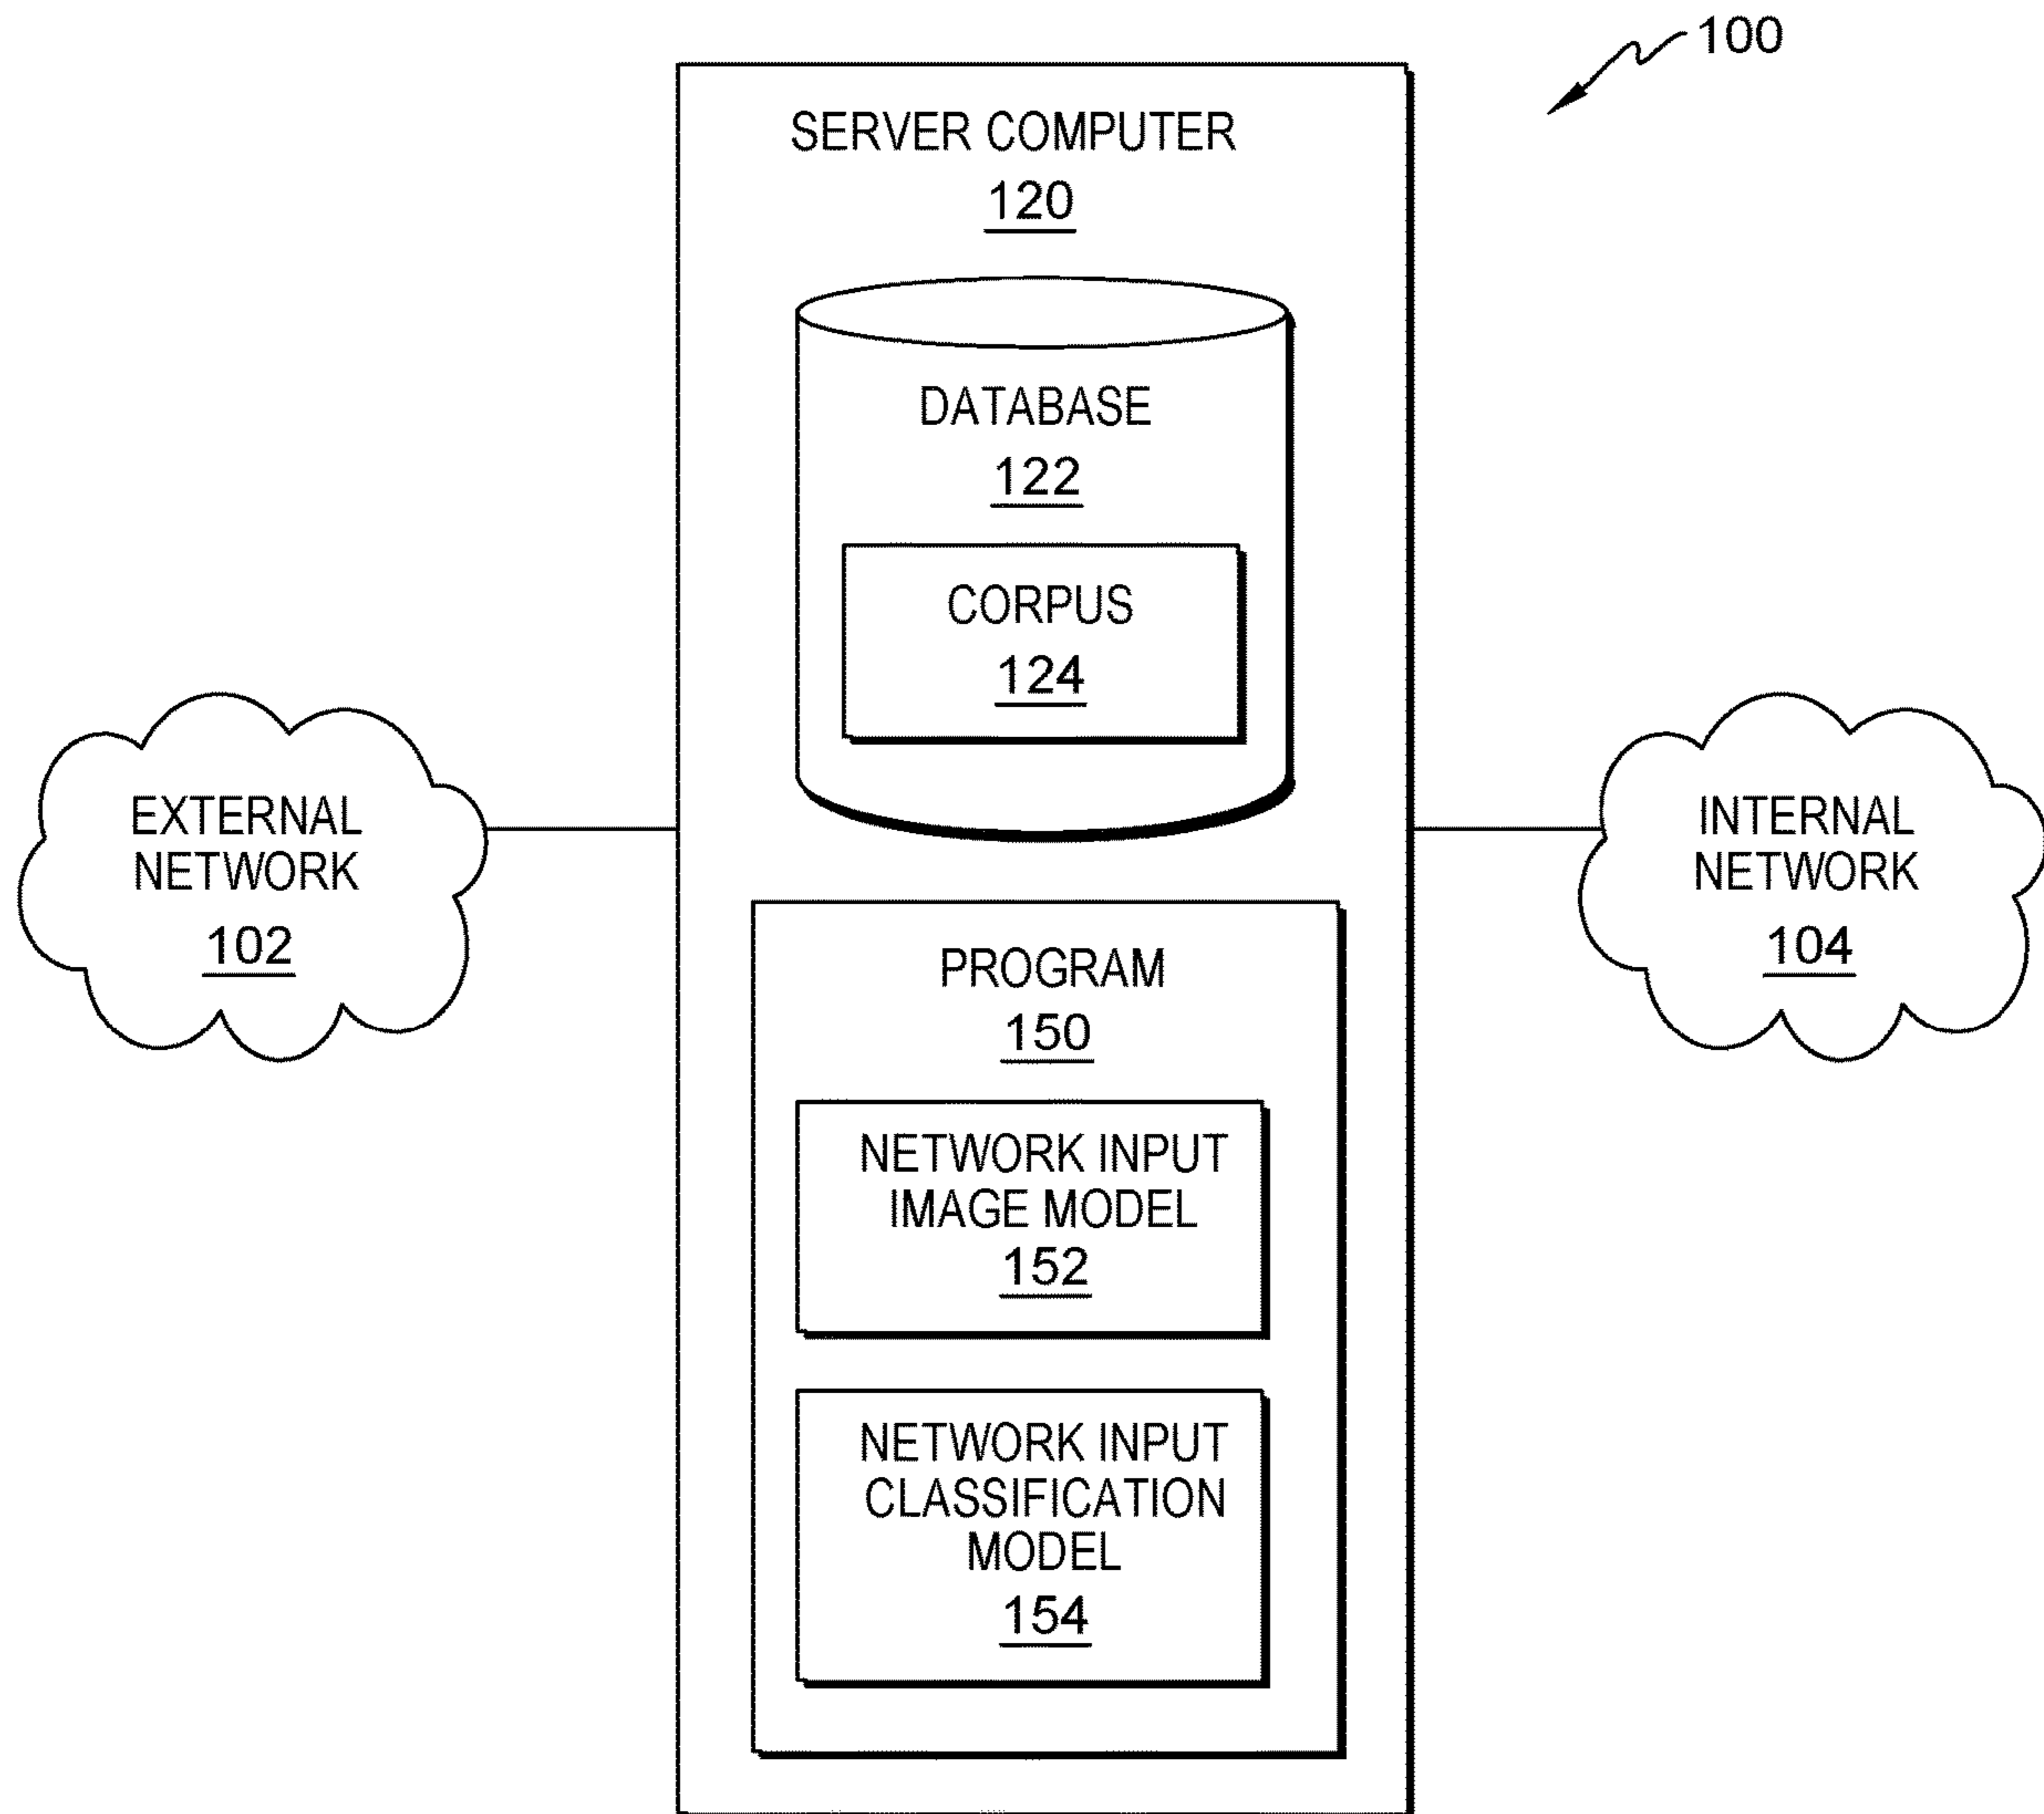 100
SERVER COMPUTER
120
DATABASE
122
CORPUS
124
EXTERNAL
NETWORK
102
INTERNAL
NETWORK
104
PROGRAM
150
NETWORK INPUT
IMAGE MODEL
152
NETWORK INPUT
CLASSIFICATION
MODEL
154